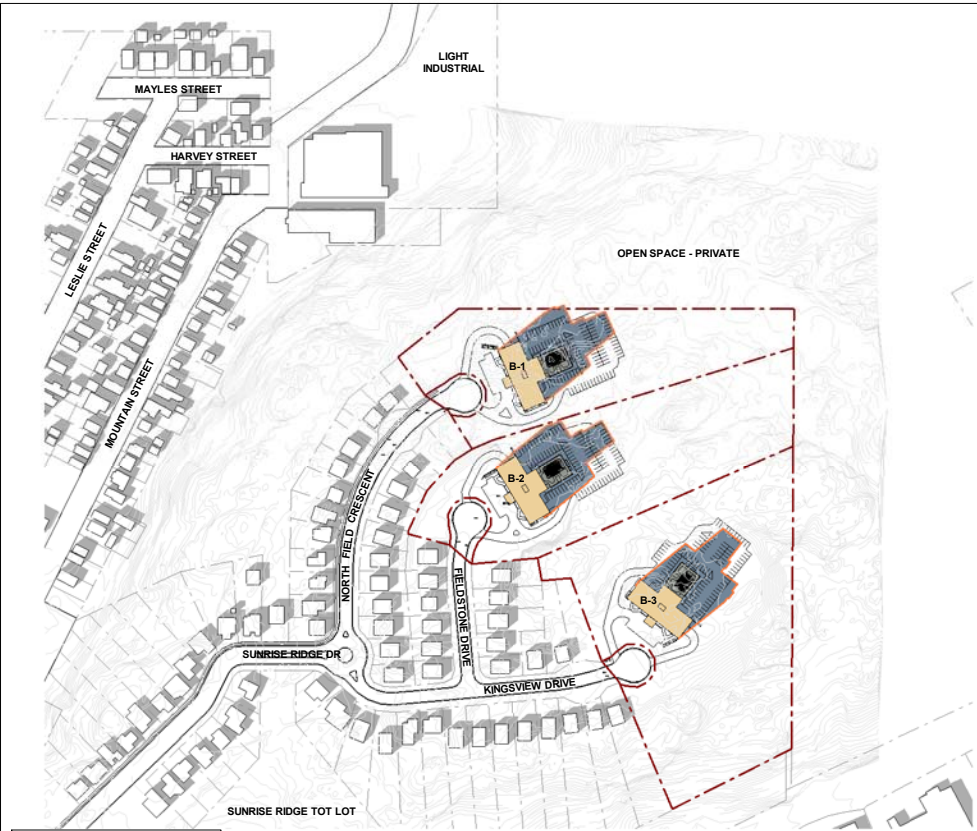 LIGHT
INDUSTRIAL
MAYLES STREET
HARVEY STREET
LESLIE STREET
OPEN SPACE - PRIVATE
MOUNTAIN STREET
B-1
B-2
NORTH FIELD CRESCENT
FIELDSTONE DRIVE
B-3
SUNRISE RIDGE DR
KINGSVIEW DRIVE
SUNRISE RIDGE TOT LOT